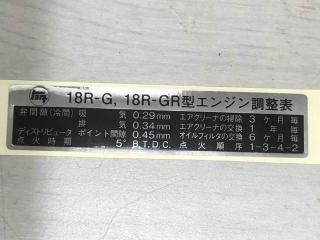 18R-G, 18R-GR型エンジン調整表
弁間隙(冷間) 吸気 0.29mm エアクリーナの掃除 3ケ月毎
排気 0.34mm エアクリーナの交換 1年毎
ディストリビュータ ポイント間隙 0.45mm オイルフィルタの交換 6ケ月毎
点火時期 5°B.T.D.C. 点火順序 1-3-4-2